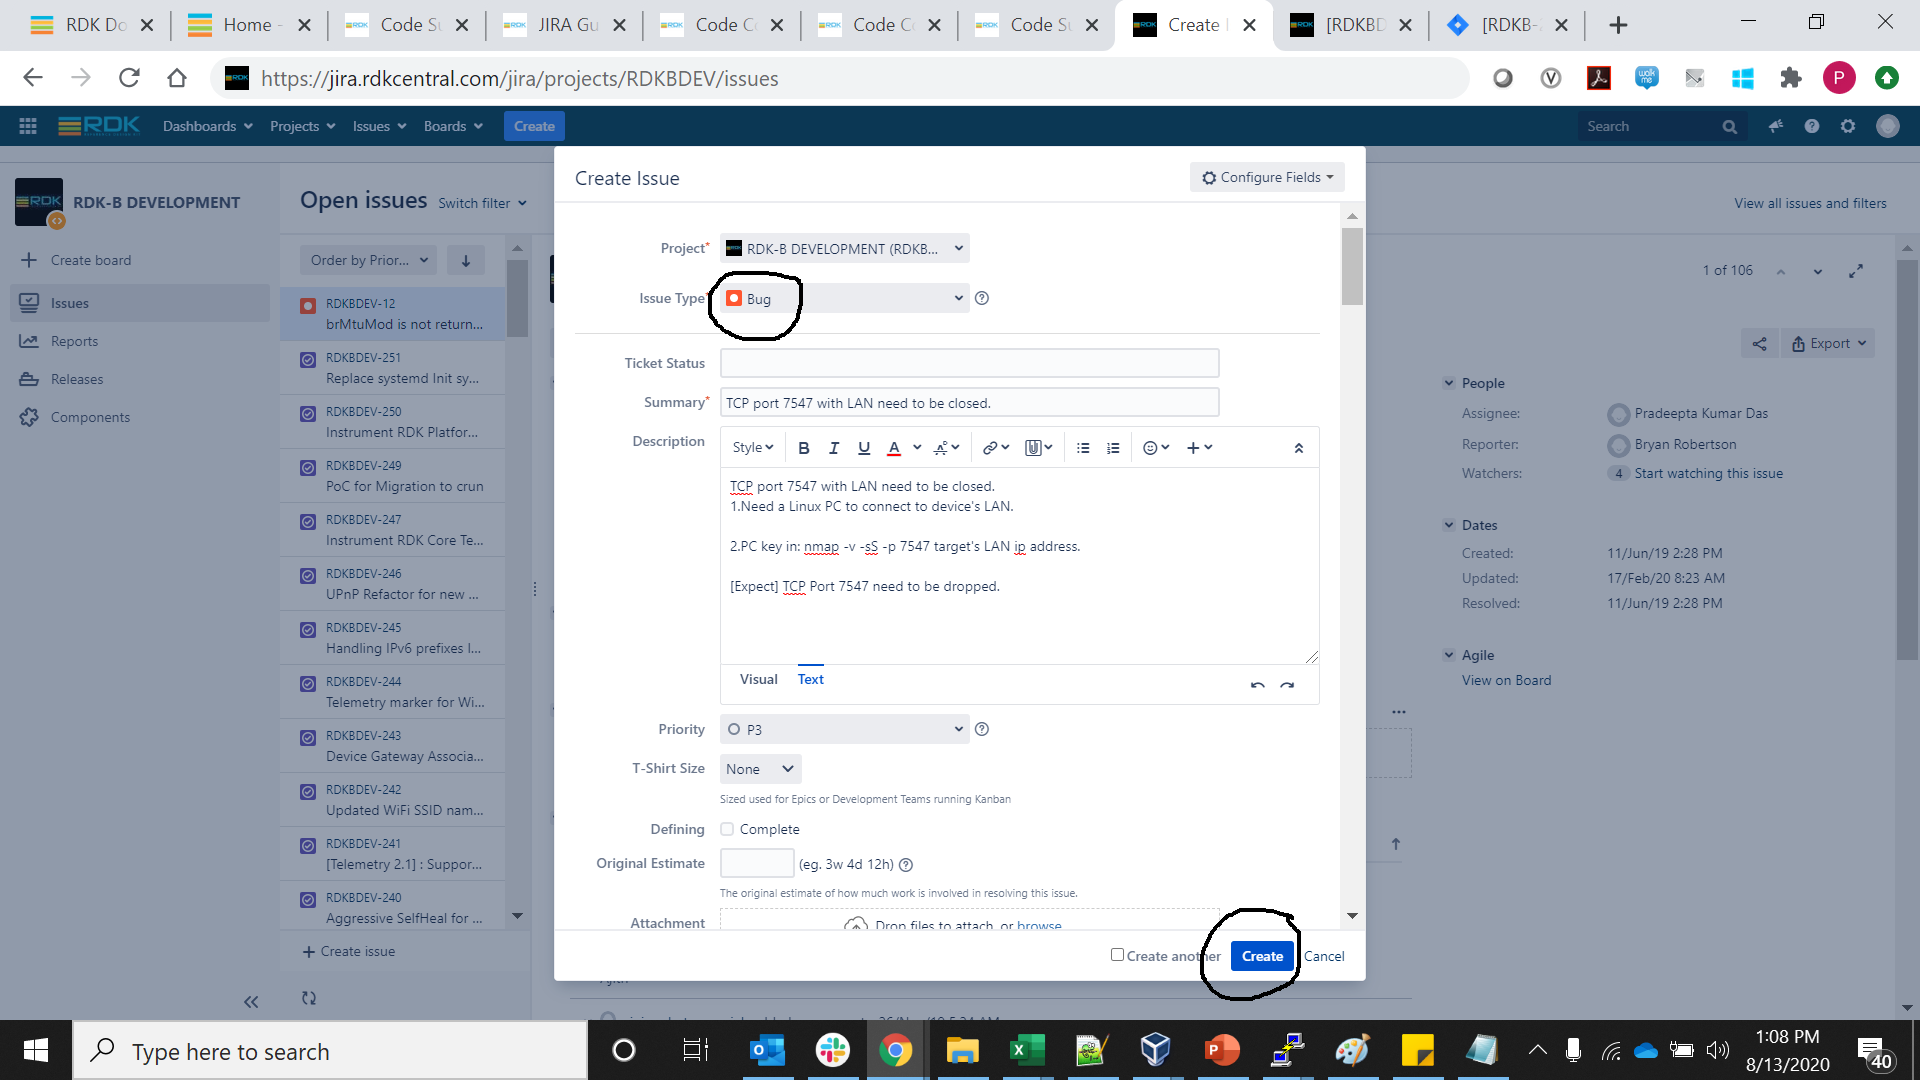 RDK Do
Home -
Code Su
JIRA Gu
Code Co
Code Co
Code Su
Create I
[RDKBD
[RDKB-
https://jira.rdkcentral.com/jira/projects/RDKBDEV/issues
P
RDK
Dashboards
Projects
Issues
Boards
Create
Search
RDK-B DEVELOPMENT
Create board
Issues
Reports
Releases
Components
Open issues
Switch filter
View all issues and filters
Order by Prior...
RDKBDEV-12
brMtuMod is not return...
RDKBDEV-251
Replace systemd Init sy...
RDKBDEV-250
Instrument RDK Platfor...
RDKBDEV-249
PoC for Migration to crun
RDKBDEV-247
Instrument RDK Core Te...
RDKBDEV-246
UPnP Refactor for new ...
RDKBDEV-245
Handling IPv6 prefixes l...
RDKBDEV-244
Telemetry marker for Wi...
RDKBDEV-243
Device Gateway Associa...
RDKBDEV-242
Updated WiFi SSID nam...
RDKBDEV-241
[Telemetry 2.1] : Suppor...
RDKBDEV-240
Aggressive SelfHeal for ...
Create issue
Create Issue
Configure Fields
Project*
RDK-B DEVELOPMENT (RDKB...
Issue Type*
Bug
Ticket Status
Summary*
TCP port 7547 with LAN need to be closed.
Description
Style
TCP port 7547 with LAN need to be closed.
1.Need a Linux PC to connect to device's LAN.
2.PC key in: nmap -v -sS -p 7547 target's LAN ip address.
[Expect] TCP Port 7547 need to be dropped.
Visual
Text
Priority
P3
T-Shirt Size
None
Sized used for Epics or Development Teams running Kanban
Defining
Complete
Original Estimate
(eg. 3w 4d 12h)
The original estimate of how much work is involved in resolving this issue.
Attachment
Drop files to attach, or browse
Create another
Create
Cancel
1 of 106
Export
People
Assignee:
Pradeepta Kumar Das
Reporter:
Bryan Robertson
Watchers:
4 Start watching this issue
Dates
Created:
11/Jun/19 2:28 PM
Updated:
17/Feb/20 8:23 AM
Resolved:
11/Jun/19 2:28 PM
Agile
View on Board
Type here to search
1:08 PM
8/13/2020
40